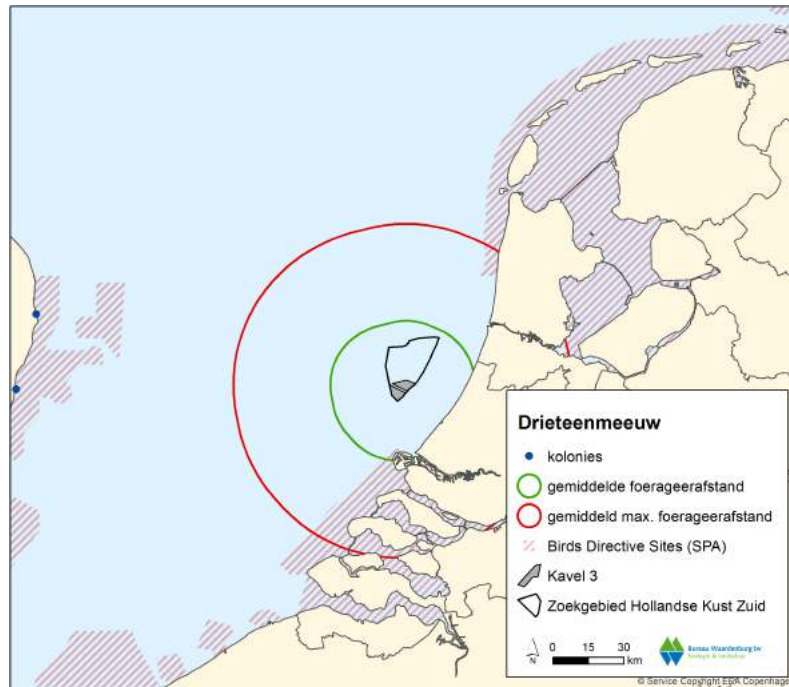 Drieteenmeeuw
kolonies
gemiddelde foerageerafstand
gemiddeld max. foerageerafstand
Birds Directive Sites (SPA)
Kavel 3
Zoekgebied Hollandse Kust Zuid
N
0 15 30
km
Bureau Waardenburg bv
© Service Copyright EEA Copenhage